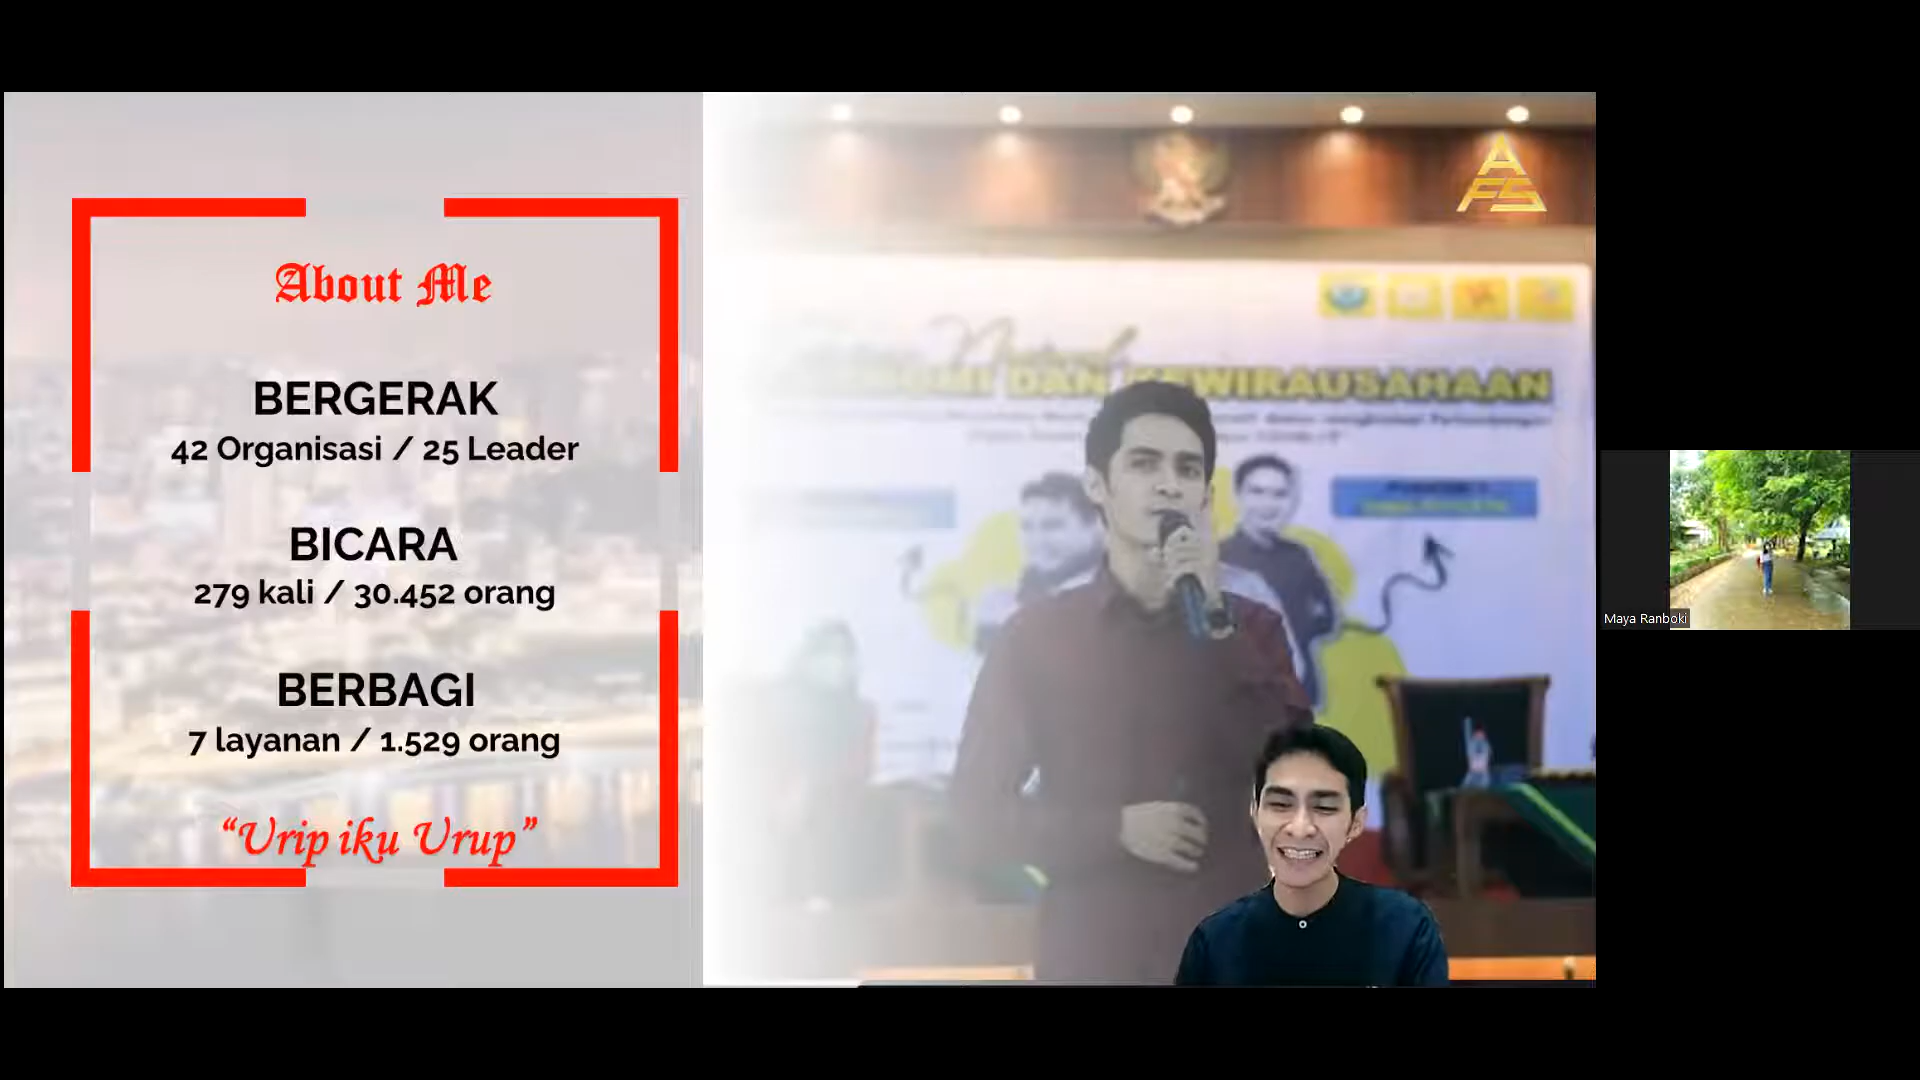 About Me
BERGERAK
42 Organisasi / 25 Leader
BICARA
279 kali / 30.452 orang
BERBAGI
7 layanan / 1.529 orang
“Urip iku Urup”
AFS
DAN KEWIRAUSAHAAN
Maya Ranboki